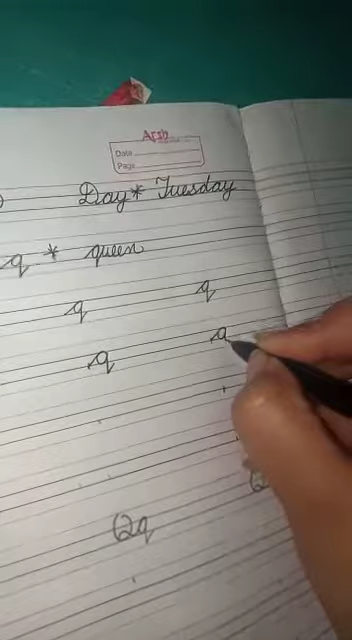 Arsh
Date
Page
Day* Tuesday
q * queen
q q
q q
Qq